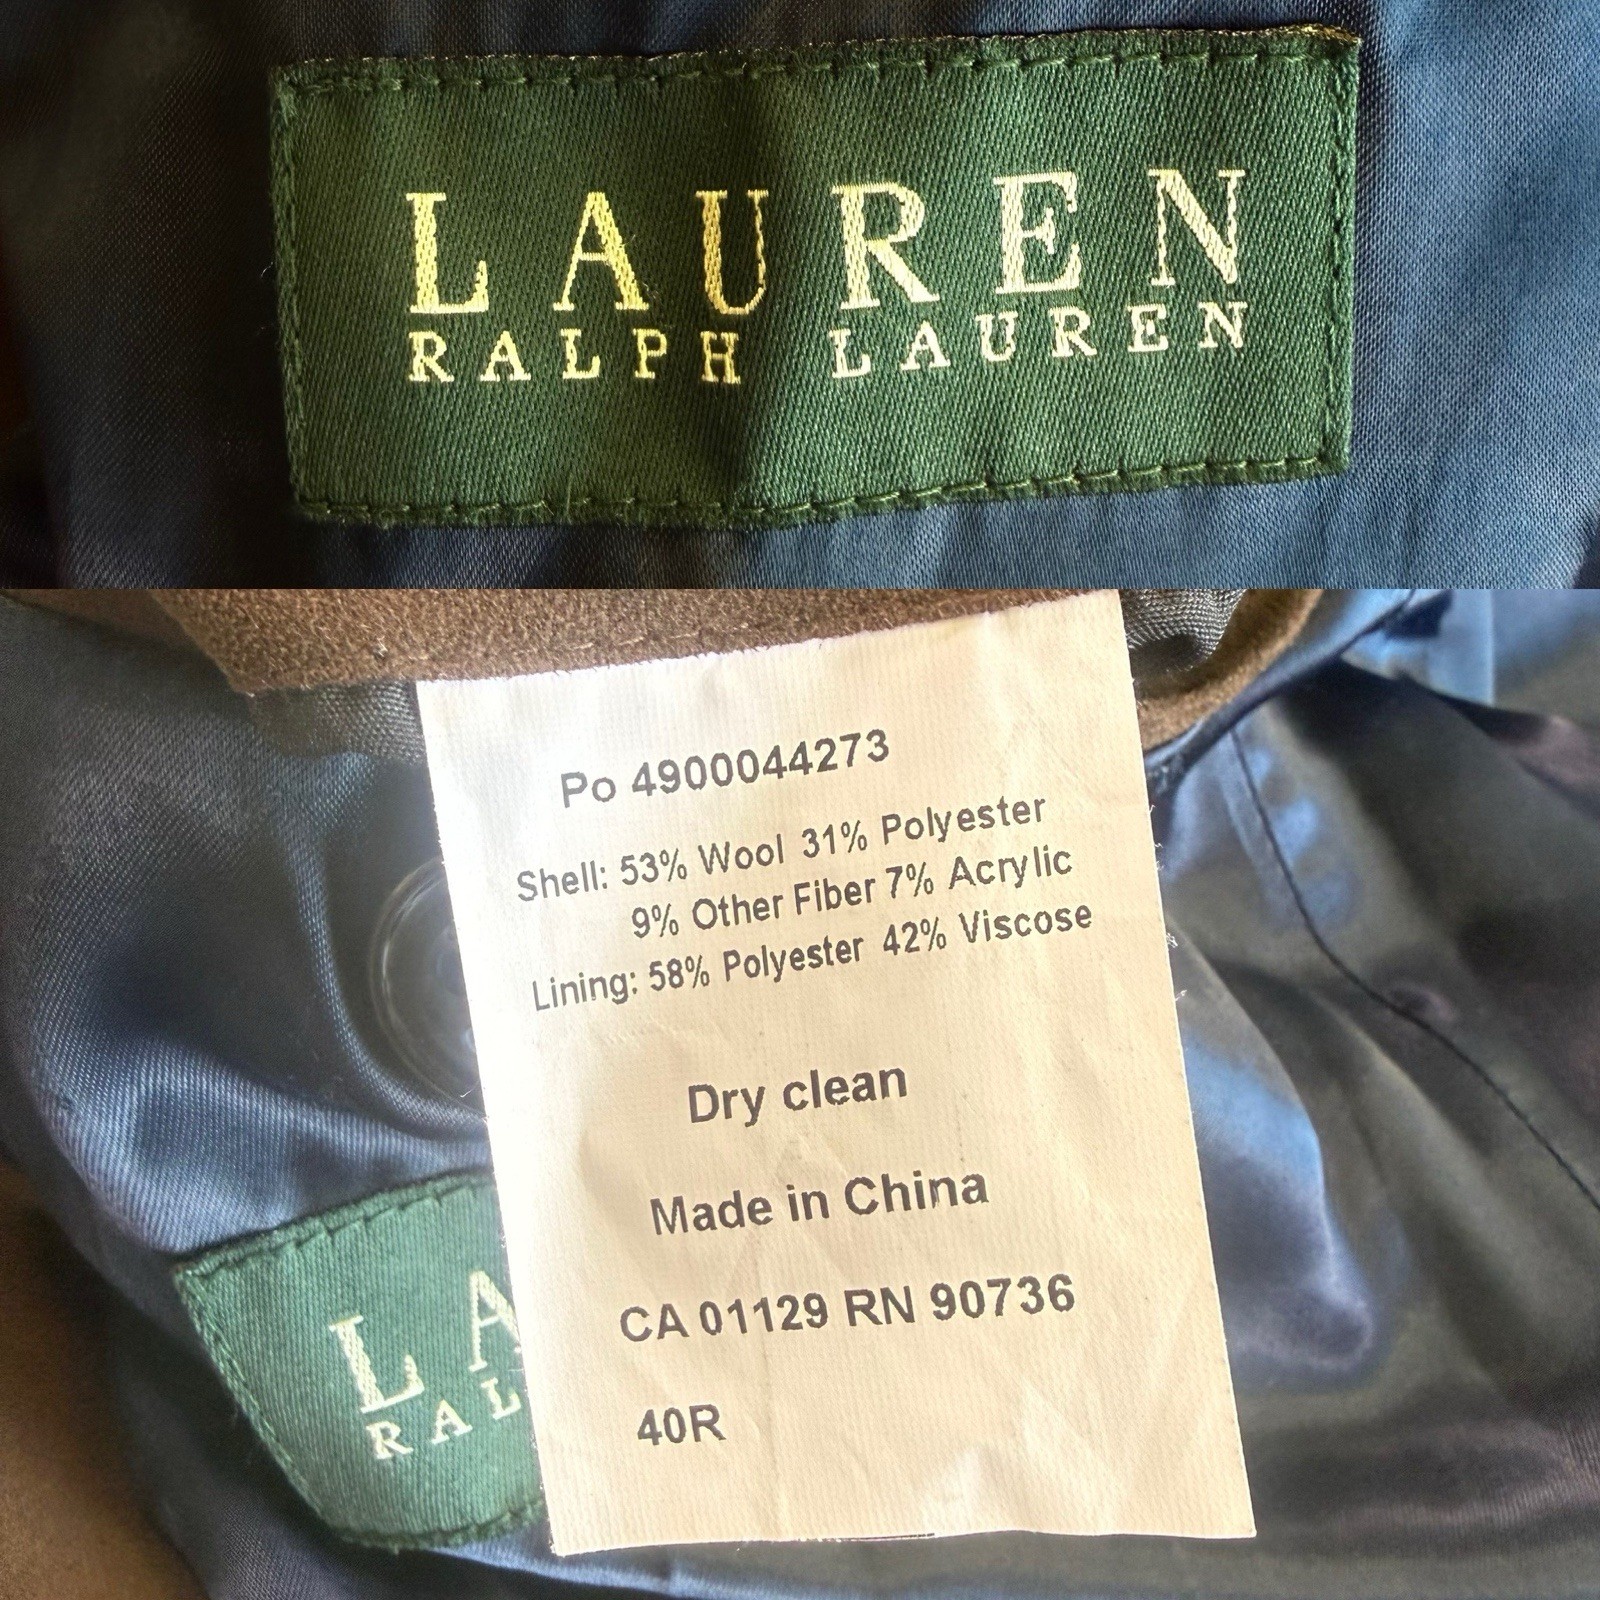 LAUREN
RALPH LAUREN
Po 4900044273
Shell: 53% Wool 31% Polyester
9% Other Fiber 7% Acrylic
Lining: 58% Polyester 42% Viscose
Dry clean
Made in China
CA 01129 RN 90736
40R
LA
RAL